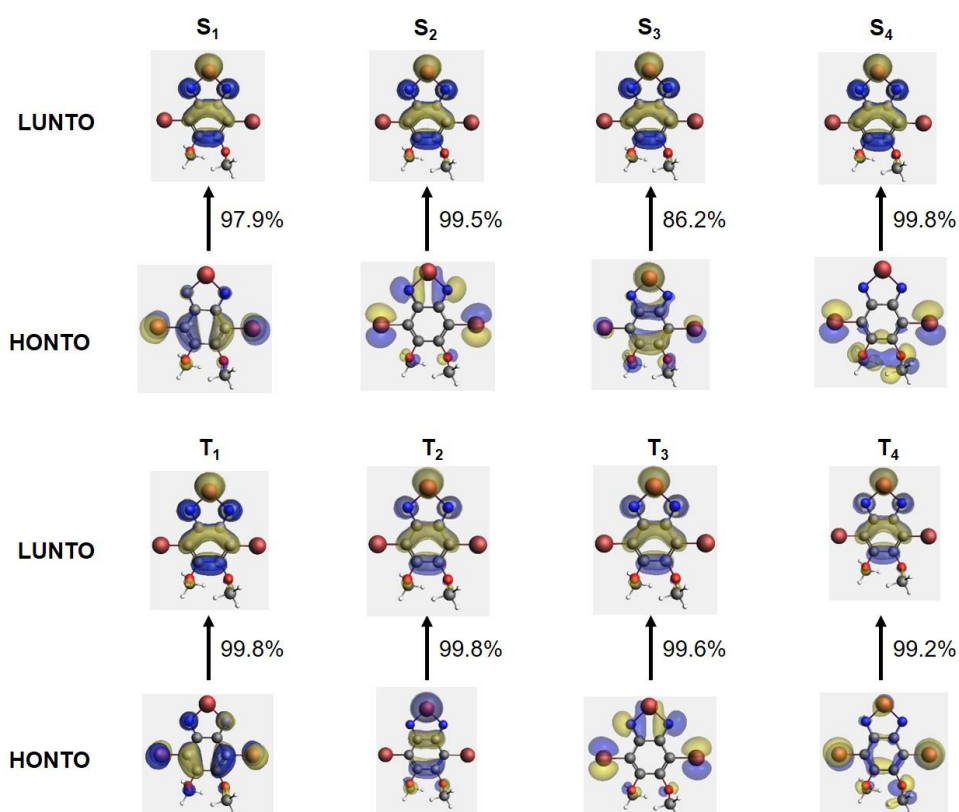 S₁ S₂ S₃ S₄
LUNTO
97.9% 99.5% 86.2% 99.8%
HONTO
T₁ T₂ T₃ T₄
LUNTO
99.8% 99.8% 99.6% 99.2%
HONTO